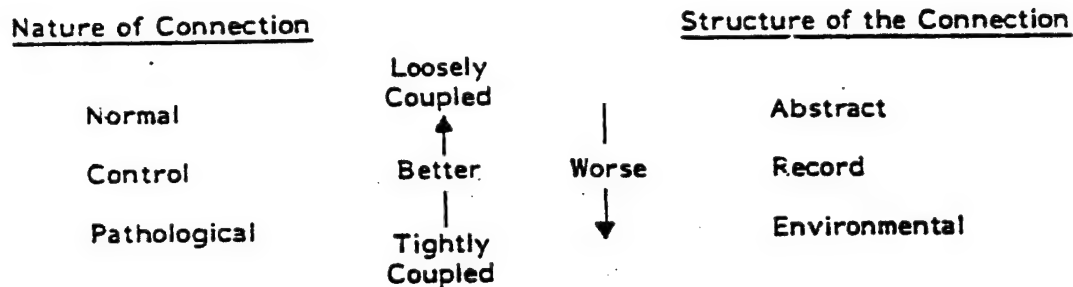 Nature of Connection
Structure of the Connection
Loosely
Coupled
Normal
Abstract
Control
Better
Worse
Record
Pathological
Environmental
Tightly
Coupled